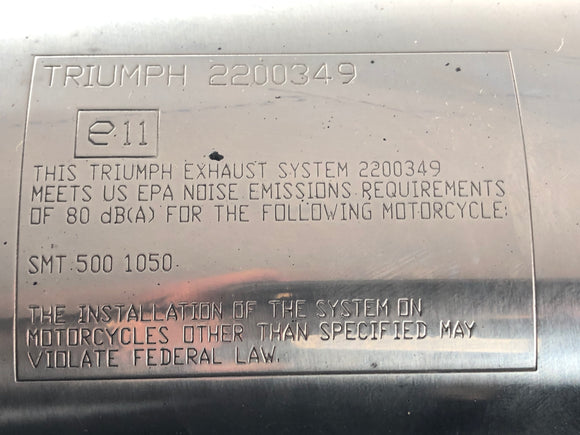 TRIUMPH 2200349
e11
THIS TRIUMPH EXHAUST SYSTEM 2200349
MEETS US EPA NOISE EMISSIONS REQUIREMENTS
OF 80 dB(A) FOR THE FOLLOWING MOTORCYCLE:
SMT 500 1050
THE INSTALLATION OF THE SYSTEM ON
MOTORCYCLES OTHER THAN SPECIFIED MAY
VIOLATE FEDERAL LAW.